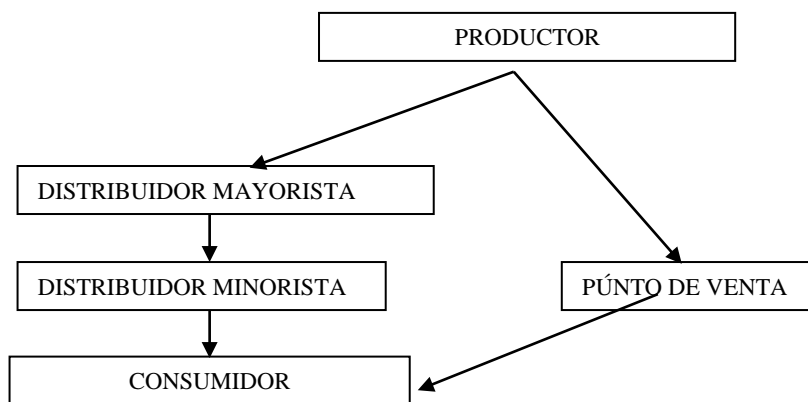 PRODUCTOR
DISTRIBUIDOR MAYORISTA
DISTRIBUIDOR MINORISTA
PÚNTO DE VENTA
CONSUMIDOR